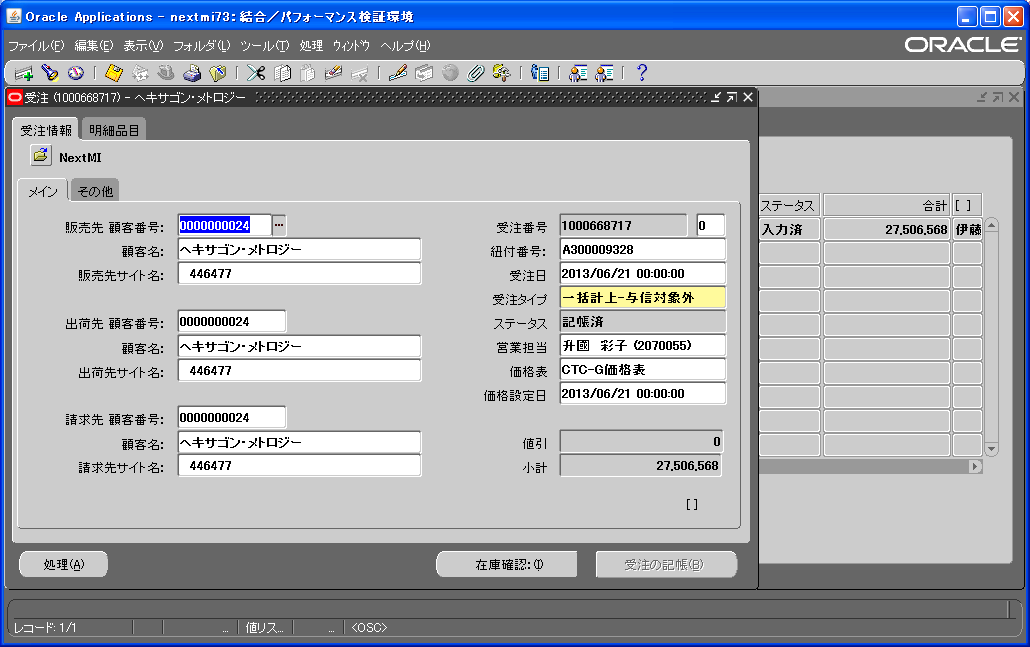 Oracle Applications - nextmi73: 結合／パフォーマンス検証環境
ファイル(F) 編集(E) 表示(V) フォルダ(L) ツール(T) 処理 ウィンドウ ヘルプ(H)
ORACLE
受注 (1000668717) - ヘキサゴン・メトロジー
受注情報 明細品目
NextMI
メイン その他
販売先 顧客番号: 0000000024 ...
顧客名: ヘキサゴン・メトロジー
販売先サイト名: 446477
出荷先 顧客番号: 0000000024
顧客名: ヘキサゴン・メトロジー
出荷先サイト名: 446477
請求先 顧客番号: 0000000024
顧客名: ヘキサゴン・メトロジー
請求先サイト名: 446477
受注番号 1000668717 0
紐付番号: A300009328
受注日 2013/06/21 00:00:00
受注タイプ 一括計上-与信対象外
ステータス 記帳済
営業担当 升國 彩子 (2070055)
価格表 CTC-G価格表
価格設定日 2013/06/21 00:00:00
値引 0
小計 27,506,568
[ ]
処理(A) 在庫確認:(I) 受注の記帳(B)
ステータス 合計 [ ]
入力済 27,506,568 伊藤
レコード: 1/1 ... 値リス... ... <OSC>